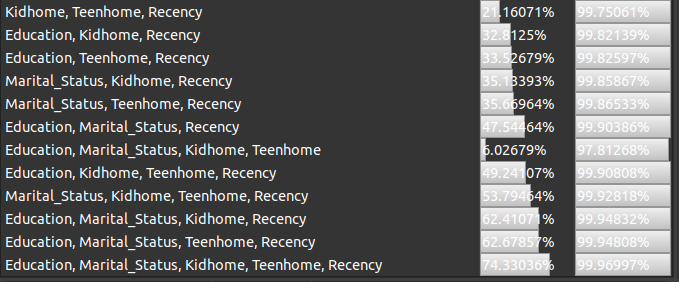 Kidhome, Teenhome, Recency 21.16071% 99.75061%
Education, Kidhome, Recency 32.8125% 99.82139%
Education, Teenhome, Recency 33.52679% 99.82597%
Marital_Status, Kidhome, Recency 35.13393% 99.85867%
Marital_Status, Teenhome, Recency 35.66964% 99.86533%
Education, Marital_Status, Recency 47.54464% 99.90386%
Education, Marital_Status, Kidhome, Teenhome 6.02679% 97.81268%
Education, Kidhome, Teenhome, Recency 49.24107% 99.90808%
Marital_Status, Kidhome, Teenhome, Recency 53.79464% 99.92818%
Education, Marital_Status, Kidhome, Recency 62.41071% 99.94832%
Education, Marital_Status, Teenhome, Recency 62.67857% 99.94808%
Education, Marital_Status, Kidhome, Teenhome, Recency 74.33036% 99.96997%